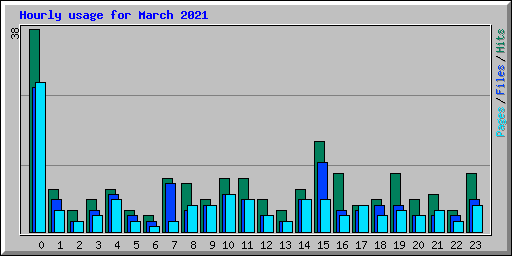 Hourly usage for March 2021
38
Pages/Files/Hits
0 1 2 3 4 5 6 7 8 9 10 11 12 13 14 15 16 17 18 19 20 21 22 23